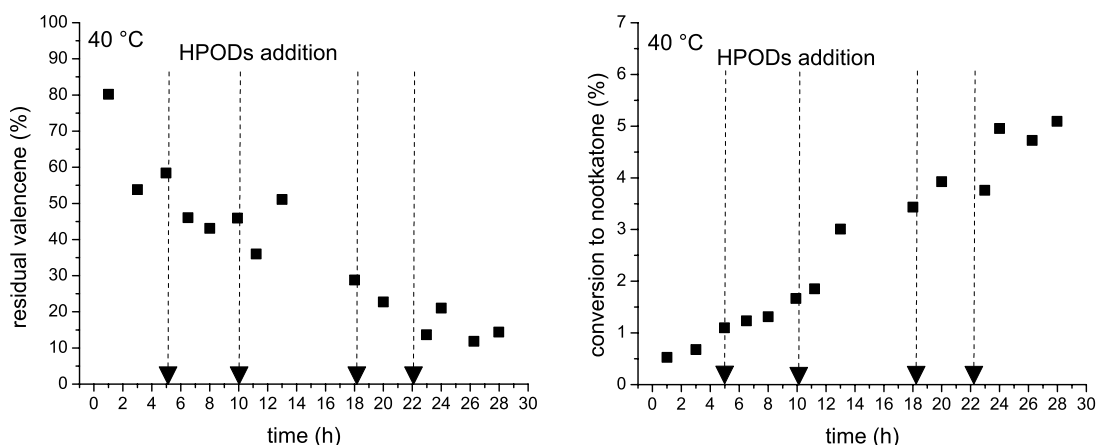 100
90
80
70
60
50
40
30
20
10
0
residual valencene (%)
40 °C
HPODs addition
0 2 4 6 8 10 12 14 16 18 20 22 24 26 28 30
time (h)
7
6
5
4
3
2
1
0
conversion to nootkatone (%)
40 °C
HPODs addition
0 2 4 6 8 10 12 14 16 18 20 22 24 26 28 30
time (h)